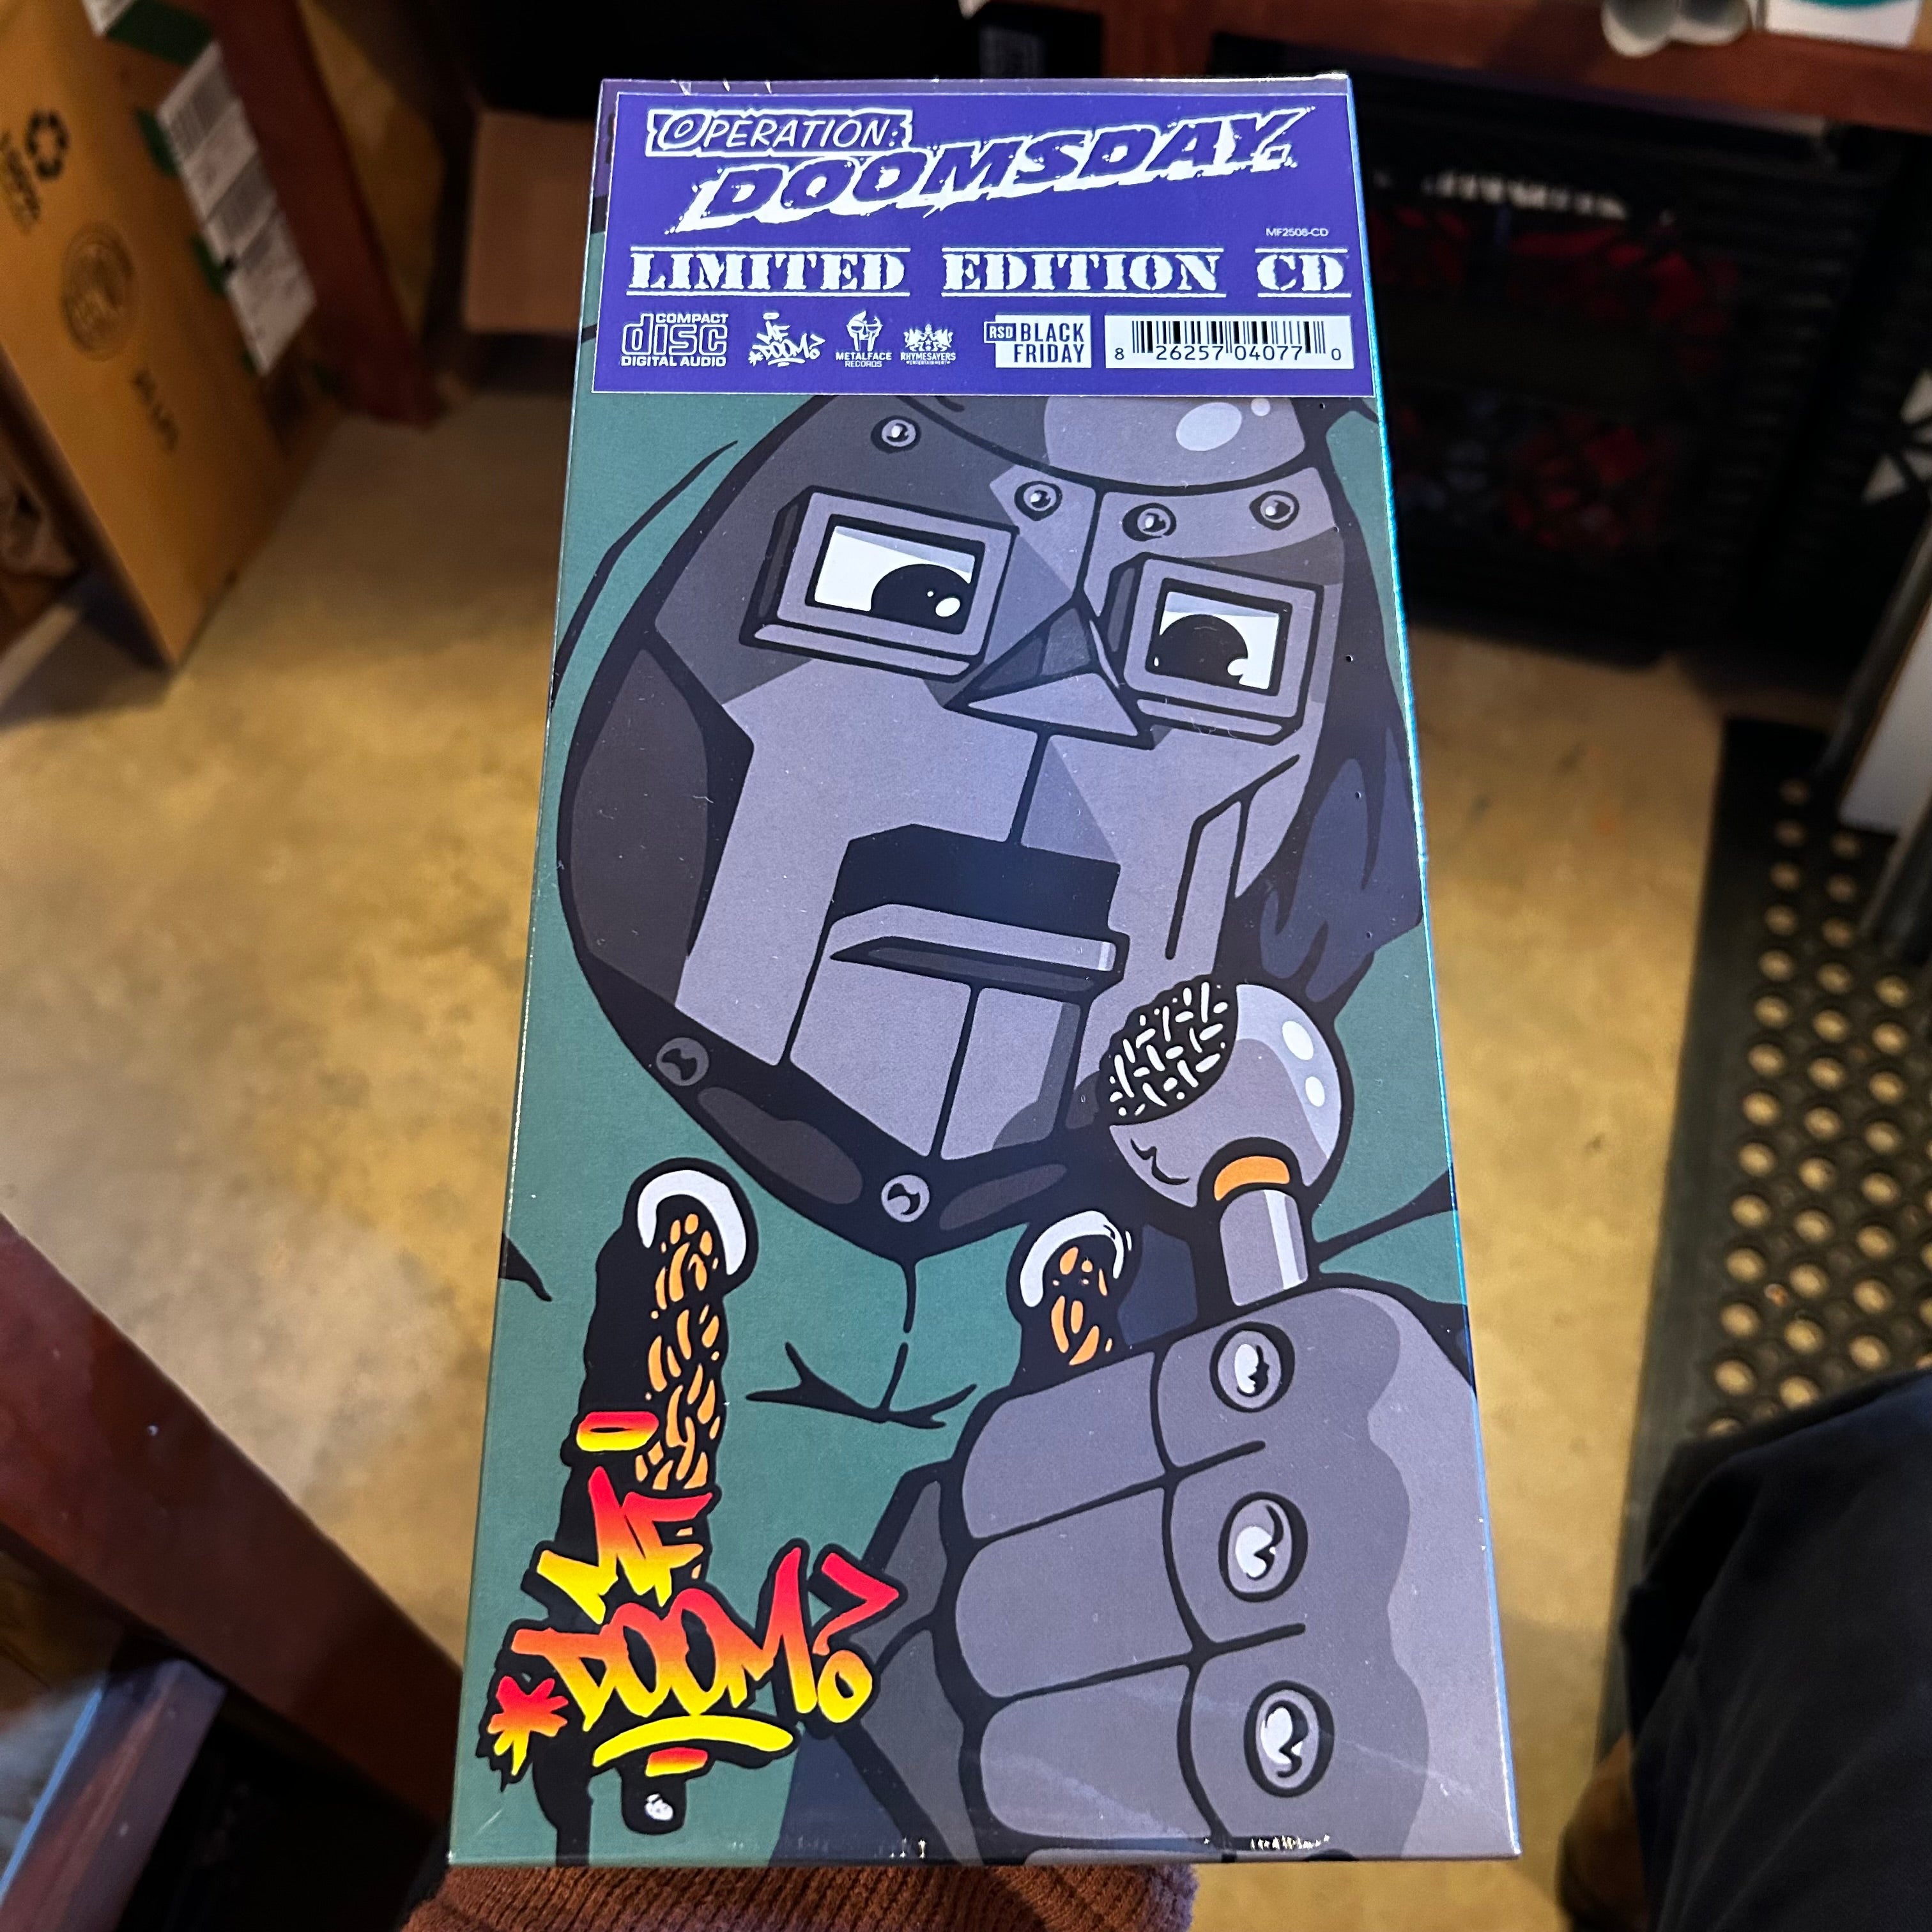 OPERATION:
DOOMSDAY.
MF2506-CD
LIMITED EDITION CD
COMPACT
disc
DIGITAL AUDIO
MF
*DOOM?
METALFACE
RECORDS
RHYMESAYERS
ENTERTAINMENT
RSD BLACK
FRIDAY
8 26257 04077 0
MF
*DOOM?